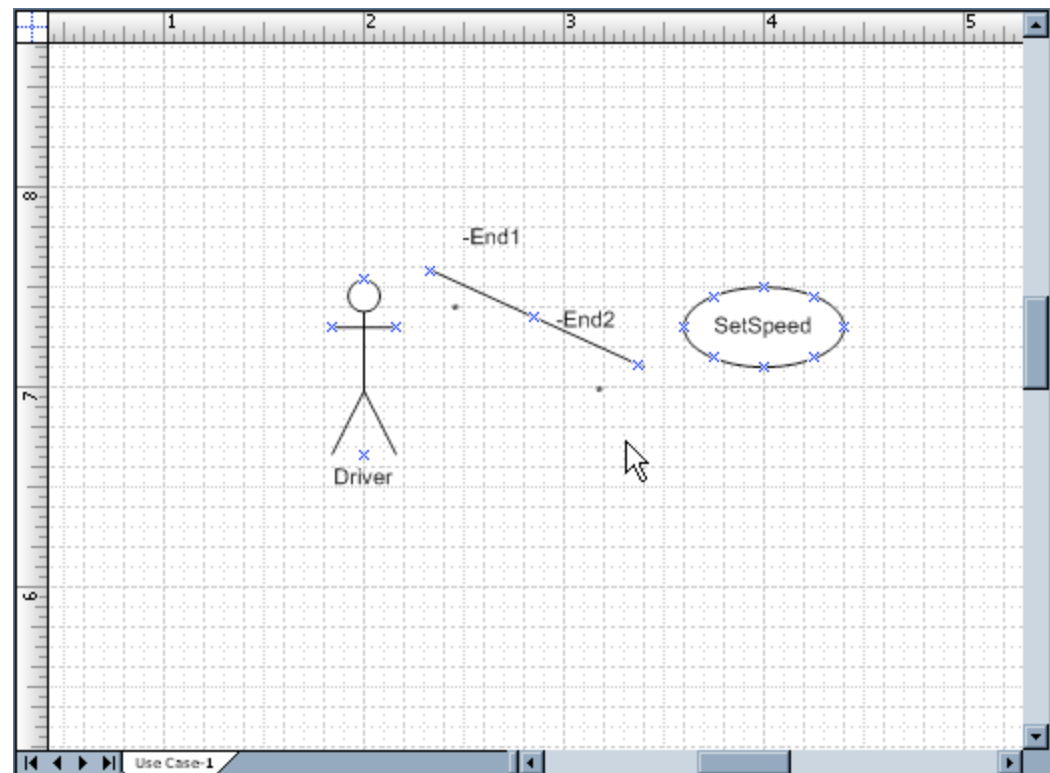 1 2 3 4 5
8
-End1
-End2
SetSpeed
*
*
7
Driver
6
Use Case-1